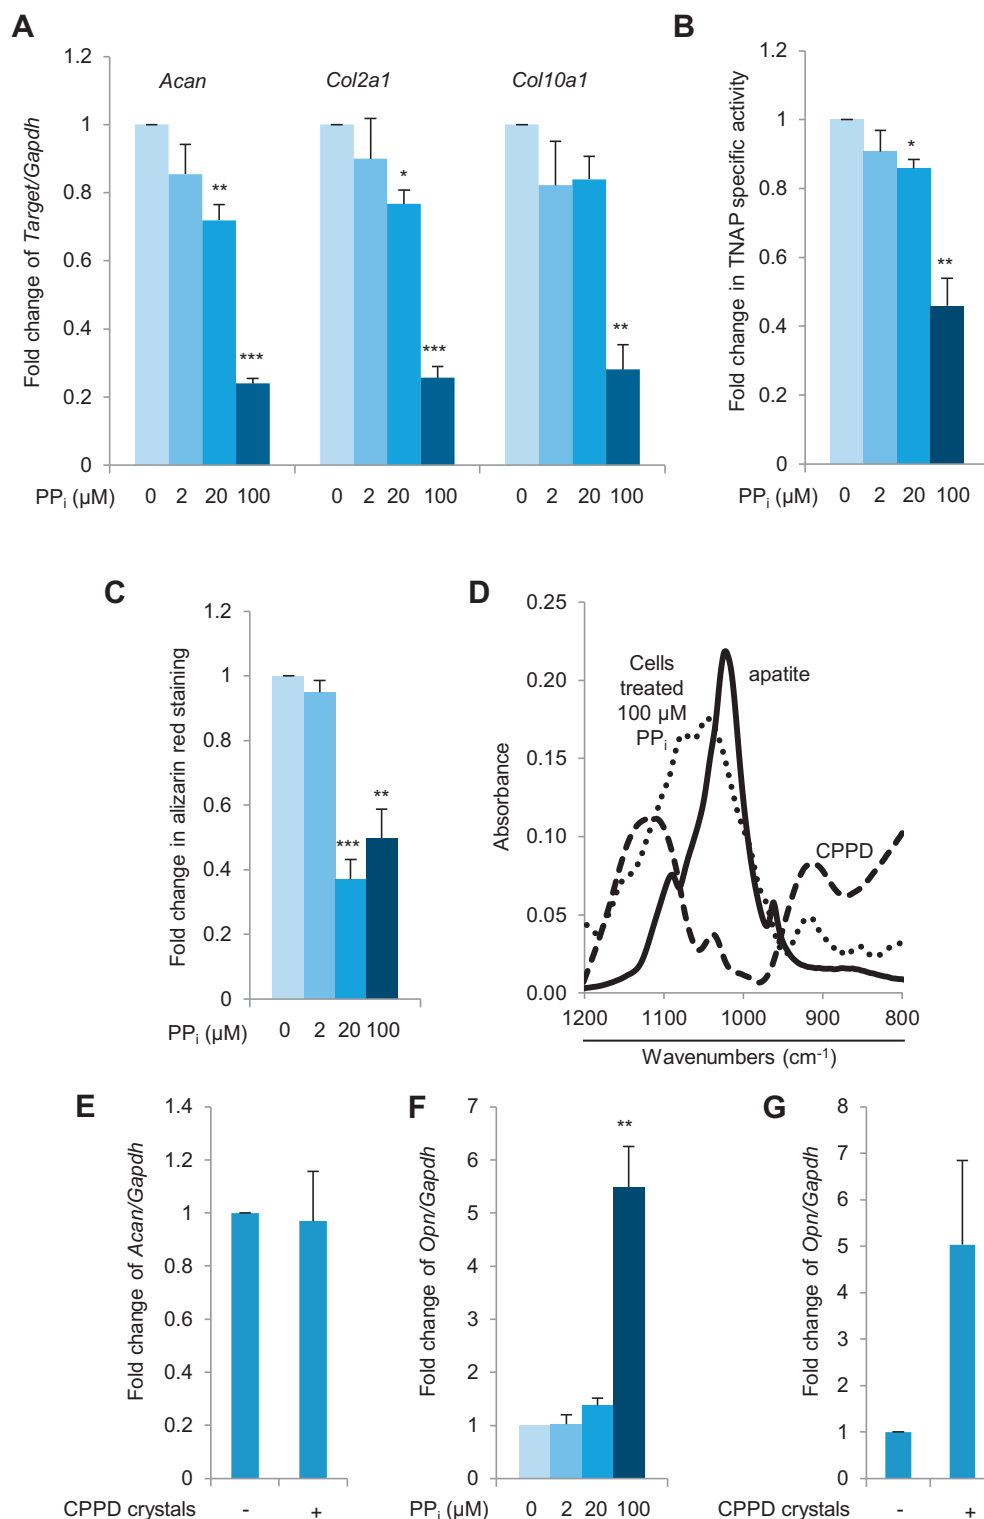 A
Fold change of Target/Gapdh
1.2
1
0.8
0.6
0.4
0.2
0
Acan
Col2a1
Col10a1
**
***
*
***
**
PPi (µM)
0 2 20 100
0 2 20 100
0 2 20 100
B
Fold change in TNAP specific activity
1.2
1
0.8
0.6
0.4
0.2
0
*
**
PPi (µM)
0 2 20 100
C
Fold change in alizarin red staining
1.2
1
0.8
0.6
0.4
0.2
0
***
**
PPi (µM)
0 2 20 100
D
Absorbance
0.25
0.20
0.15
0.10
0.05
0.00
Cells
treated
100 µM
PPi
apatite
CPPD
1200 1100 1000 900 800
Wavenumbers (cm-1)
E
Fold change of Acan/Gapdh
1.4
1.2
1
0.8
0.6
0.4
0.2
0
CPPD crystals - +
F
Fold change of Opn/Gapdh
7
6
5
4
3
2
1
0
**
PPi (µM)
0 2 20 100
G
Fold change of Opn/Gapdh
8
7
6
5
4
3
2
1
0
CPPD crystals - +